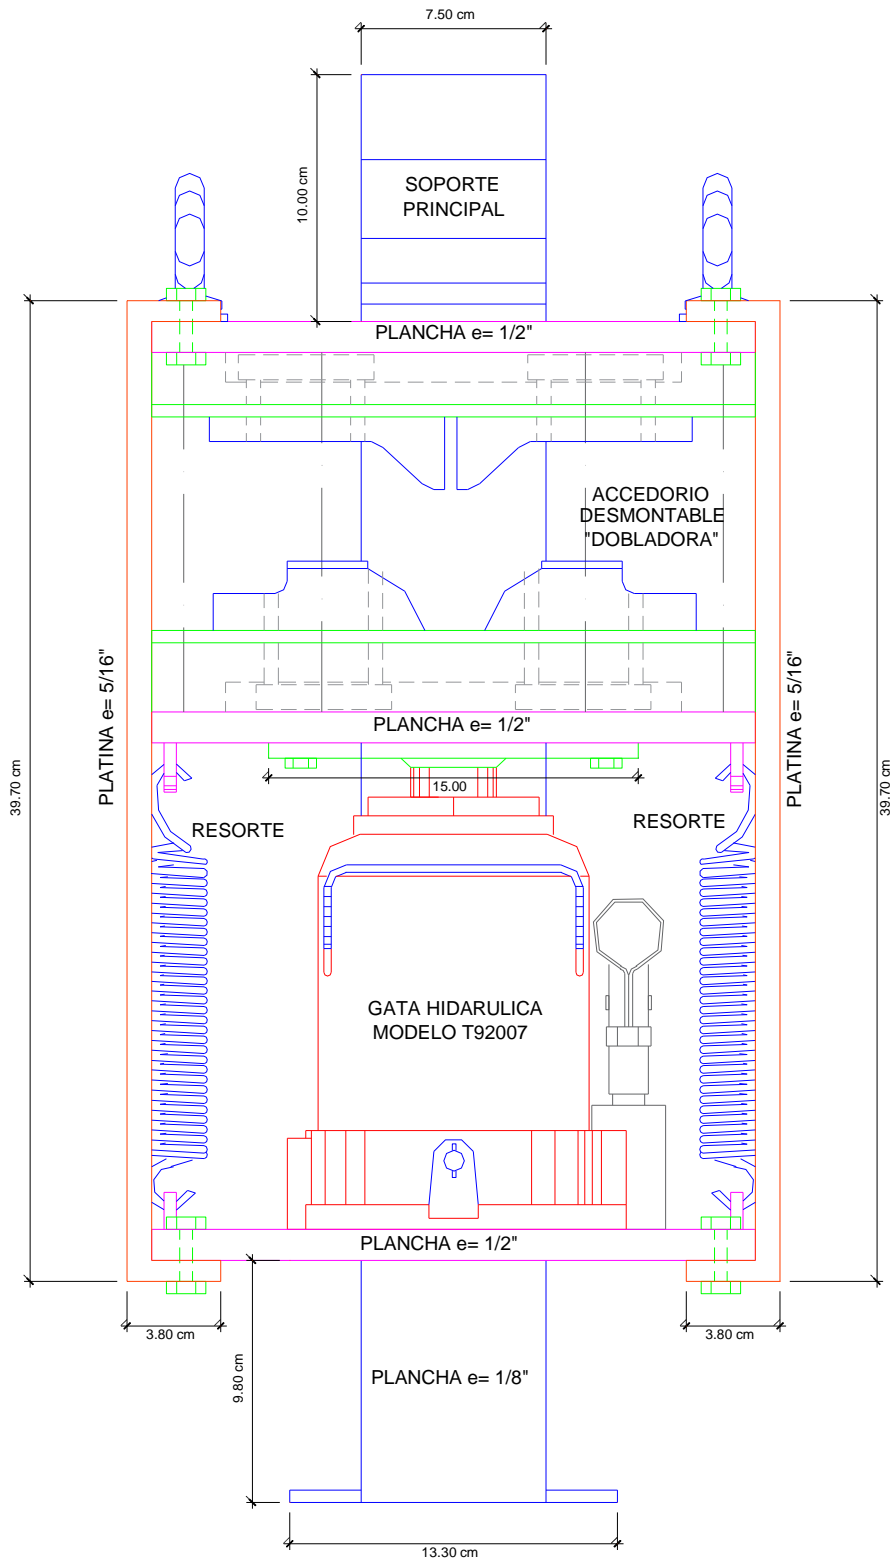 7.50 cm
10.00 cm
SOPORTE
PRINCIPAL
PLANCHA e= 1/2"
ACCEDORIO
DESMONTABLE
"DOBLADORA"
PLATINA e= 5/16"
PLATINA e= 5/16"
39.70 cm
39.70 cm
PLANCHA e= 1/2"
15.00
RESORTE
RESORTE
GATA HIDARULICA
MODELO T92007
PLANCHA e= 1/2"
3.80 cm
3.80 cm
9.80 cm
PLANCHA e= 1/8"
13.30 cm